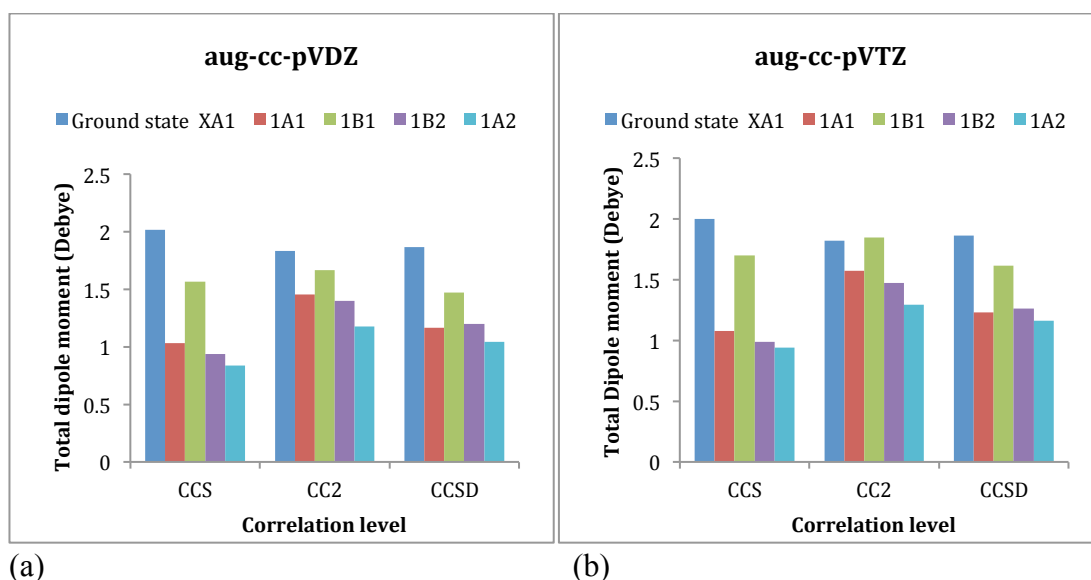 aug-cc-pVDZ
Ground state XA1 1A1 1B1 1B2 1A2
Total dipole moment (Debye)
2.5
2
1.5
1
0.5
0
CCS CC2 CCSD
Correlation level
(a)
aug-cc-pVTZ
Ground state XA1 1A1 1B1 1B2 1A2
Total Dipole moment (Debye)
2.5
2
1.5
1
0.5
0
CCS CC2 CCSD
Correlation level
(b)